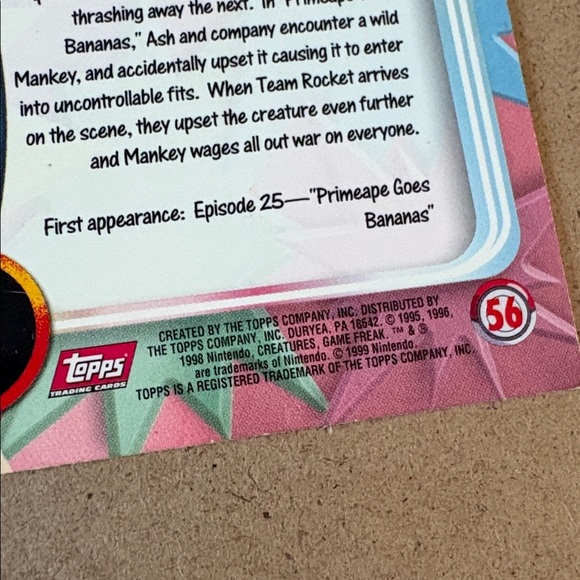 thrashing away the next. In "Primeape
Bananas," Ash and company encounter a wild
Mankey, and accidentally upset it causing it to enter
into uncontrollable fits. When Team Rocket arrives
on the scene, they upset the creature even further
and Mankey wages all out war on everyone.
First appearance: Episode 25—"Primeape Goes
Bananas"
CREATED BY THE TOPPS COMPANY, INC. DISTRIBUTED BY
THE TOPPS COMPANY, INC. DURYEA, PA 18642. © 1995, 1996,
1998 Nintendo, CREATURES, GAME FREAK. ™ & ®
are trademarks of Nintendo. © 1999 Nintendo.
TOPPS IS A REGISTERED TRADEMARK OF THE TOPPS COMPANY, INC.
topps®
TRADING CARDS
56